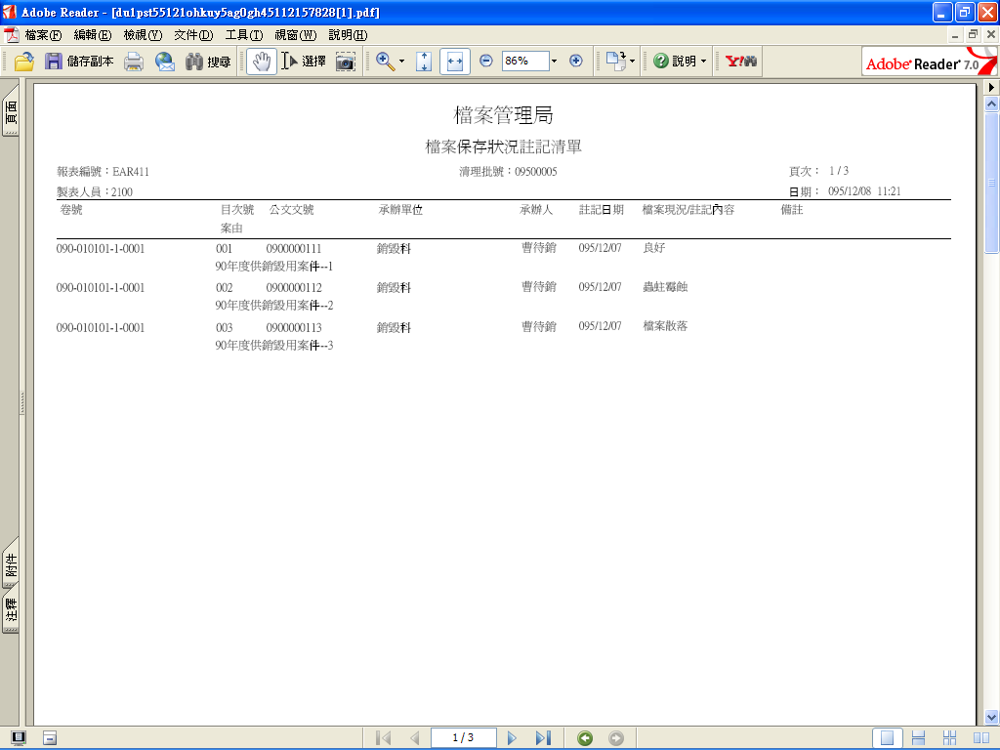 Adobe Reader - [du1pst55121ohkuy5ag0gh45112157828[1].pdf]
檔案(F) 編輯(E) 檢視(V) 文件(D) 工具(T) 視窗(W) 說明(H)
儲存副本 搜尋 選擇 86% 說明 Y! Adobe Reader 7.0
頁面
附件
注釋
檔案管理局
檔案保存狀況註記清單
報表編號：EAR411 清理批號：09500005 頁次： 1 / 3
製表人員：2100 日期： 095/12/08 11:21
卷號 目次號 公文文號 承辦單位 承辦人 註記日期 檔案現況/註記內容 備註
案由
090-010101-1-0001 001 0900000111 銷毀科 曹待銷 095/12/07 良好
90年度供銷毀用案件--1
090-010101-1-0001 002 0900000112 銷毀科 曹待銷 095/12/07 蟲蛀霉蝕
90年度供銷毀用案件--2
090-010101-1-0001 003 0900000113 銷毀科 曹待銷 095/12/07 檔案散落
90年度供銷毀用案件--3
1 / 3